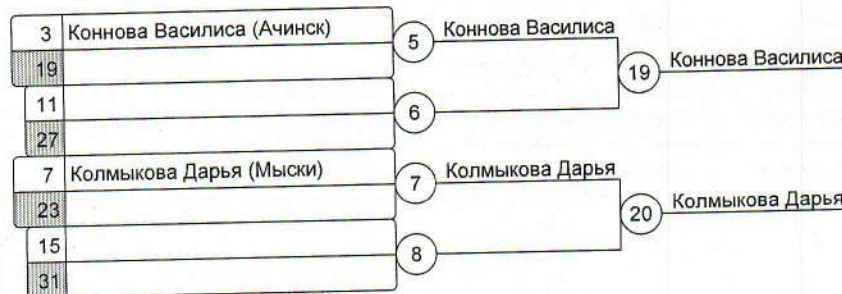 3 Коннова Василиса (Ачинск)
19
5 Коннова Василиса
19 Коннова Василиса
11
27
6
7 Колмыкова Дарья (Мыски)
23
7 Колмыкова Дарья
20 Колмыкова Дарья
15
31
8